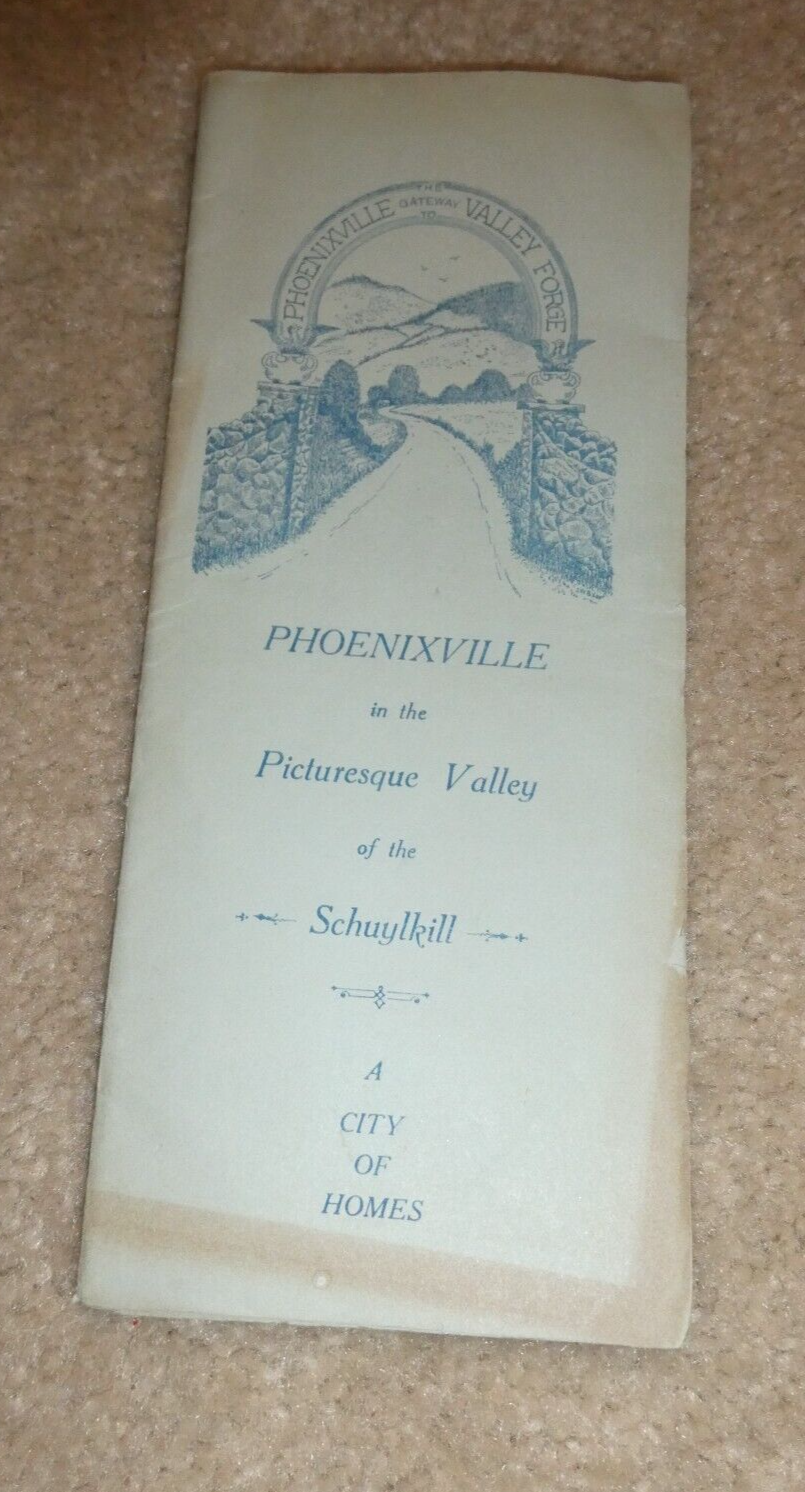 PHOENIXVILLE THE GATEWAY TO VALLEY FORGE
PHOENIXVILLE
in the
Picturesque Valley
of the
Schuylkill
A
CITY
OF
HOMES